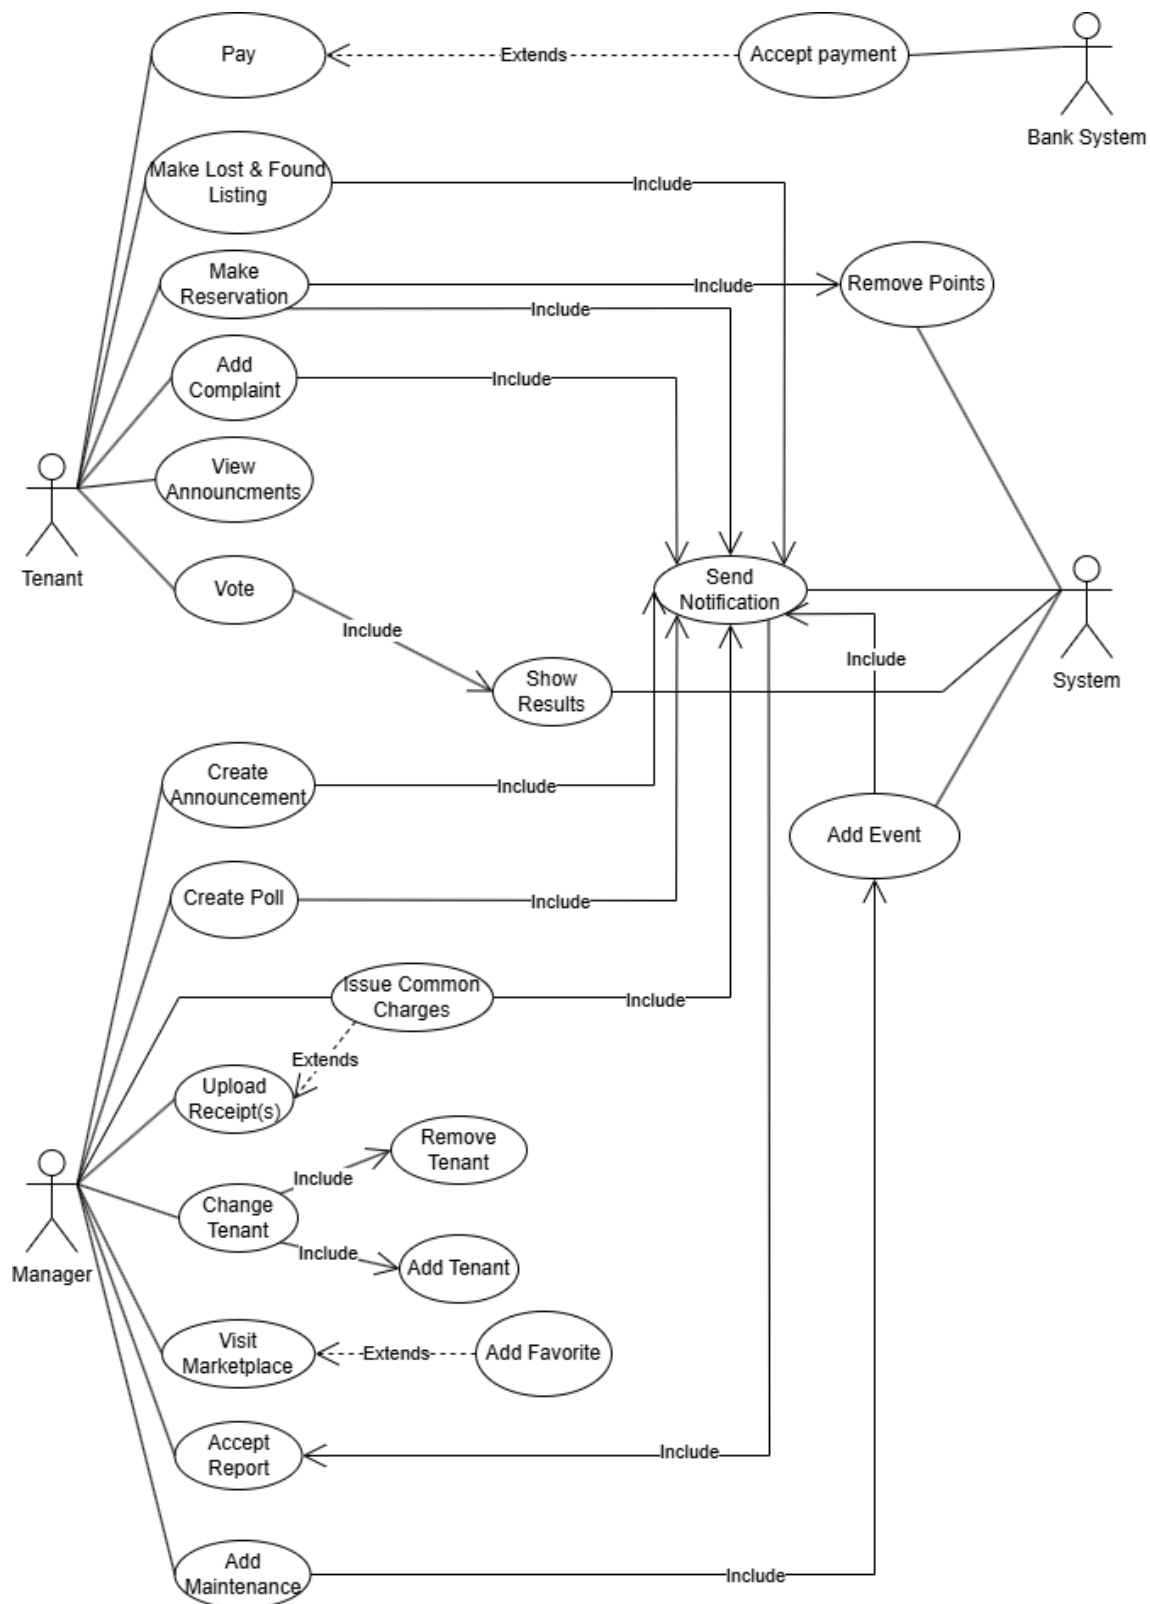 Pay
Extends
Accept payment
Bank System
Make Lost & Found
Listing
Include
Make
Reservation
Include
Remove Points
Include
Add
Complaint
Include
View
Announcments
Tenant
Vote
Send
Notification
Include
Include
System
Show
Results
Create
Announcement
Include
Add Event
Create Poll
Include
Issue Common
Charges
Include
Extends
Upload
Receipt(s)
Remove
Tenant
Include
Change
Tenant
Include
Add Tenant
Manager
Visit
Marketplace
Extends
Add Favorite
Accept
Report
Include
Add
Maintenance
Include